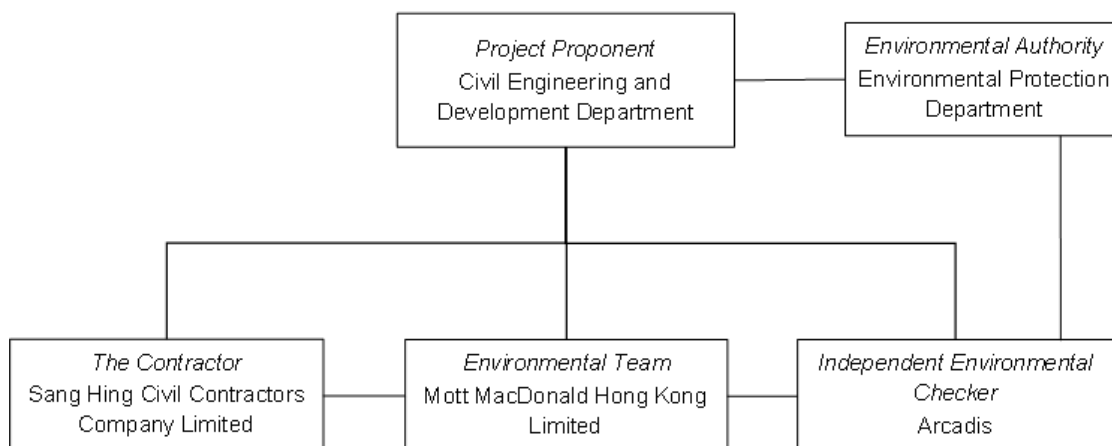 Project Proponent
Civil Engineering and
Development Department
Environmental Authority
Environmental Protection
Department
The Contractor
Sang Hing Civil Contractors
Company Limited
Environmental Team
Mott MacDonald Hong Kong
Limited
Independent Environmental
Checker
Arcadis